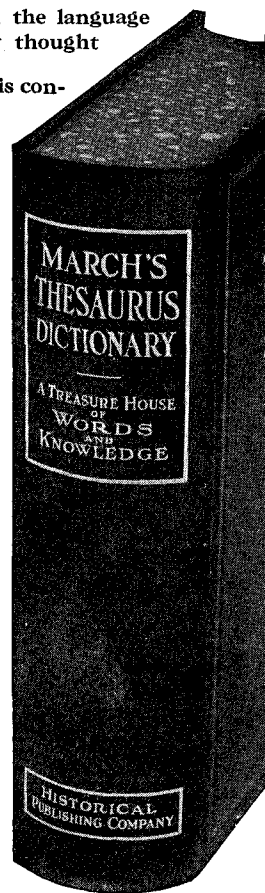 the language
thought
is con-
MARCH'S
THESAURUS
DICTIONARY
A TREASURE HOUSE
OF
WORDS
AND
KNOWLEDGE
HISTORICAL
PUBLISHING COMPANY